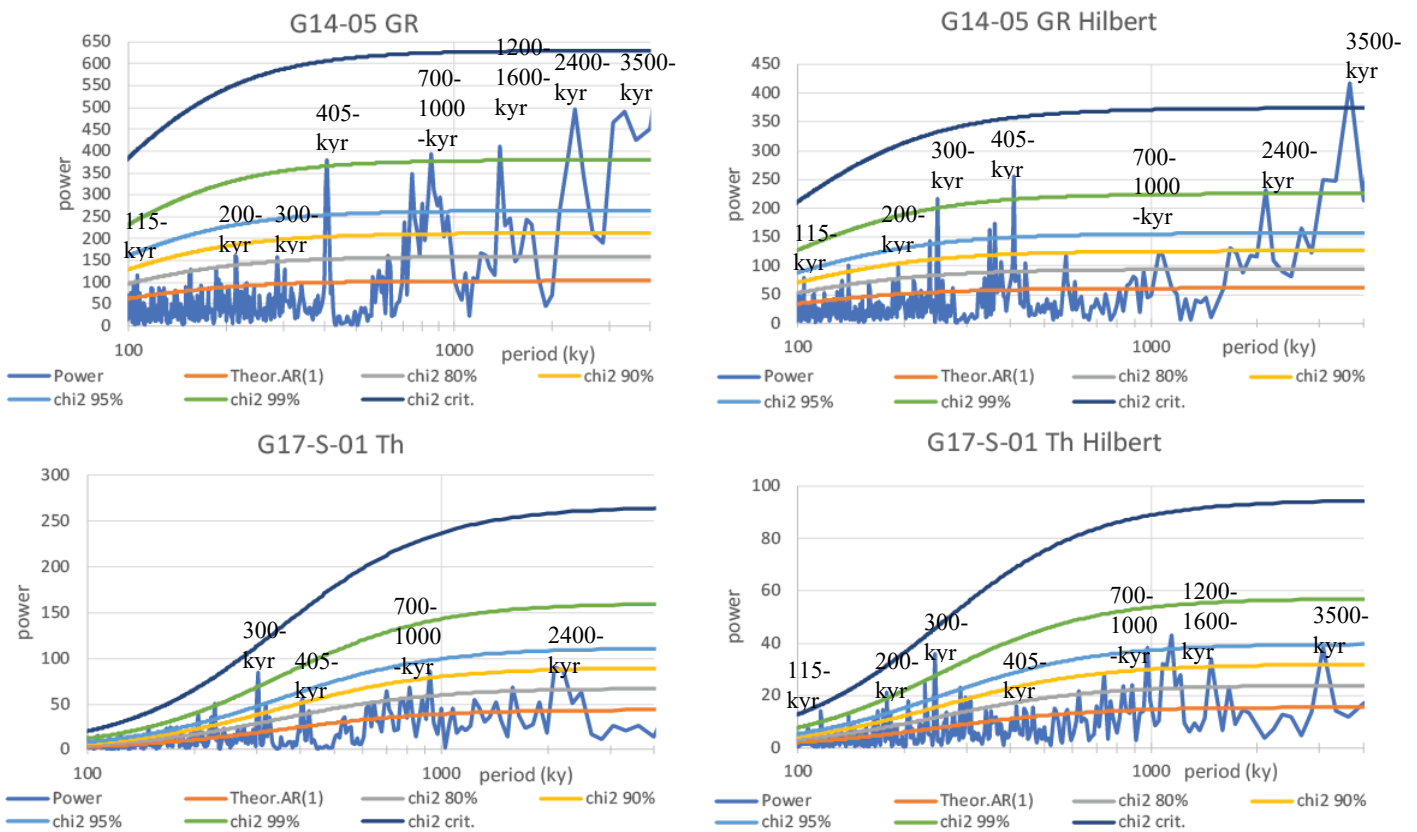 G14-05 GR
650
600
550
500
450
400
350
300
250
200
150
100
50
0
power
115-
kyr
200-
kyr
300-
kyr
405-
kyr
700-
1000
-kyr
1200-
1600-
kyr
2400-
kyr
3500-
kyr
100
1000
period (ky)
Power
Theor.AR(1)
chi2 80%
chi2 90%
chi2 95%
chi2 99%
chi2 crit.
G14-05 GR Hilbert
450
400
350
300
250
200
150
100
50
0
power
115-
kyr
200-
kyr
300-
kyr
405-
kyr
700-
1000
-kyr
2400-
kyr
3500-
kyr
100
1000
period (ky)
Power
Theor.AR(1)
chi2 80%
chi2 90%
chi2 95%
chi2 99%
chi2 crit.
G17-S-01 Th
300
250
200
150
100
50
0
power
300-
kyr
405-
kyr
700-
1000
-kyr
2400-
kyr
100
1000
period (ky)
Power
Theor.AR(1)
chi2 80%
chi2 90%
chi2 95%
chi2 99%
chi2 crit.
G17-S-01 Th Hilbert
100
80
60
40
20
0
power
115-
kyr
200-
kyr
300-
kyr
405-
kyr
700-
1000
-kyr
1200-
1600-
kyr
3500-
kyr
100
1000
period (ky)
Power
Theor.AR(1)
chi2 80%
chi2 90%
chi2 95%
chi2 99%
chi2 crit.